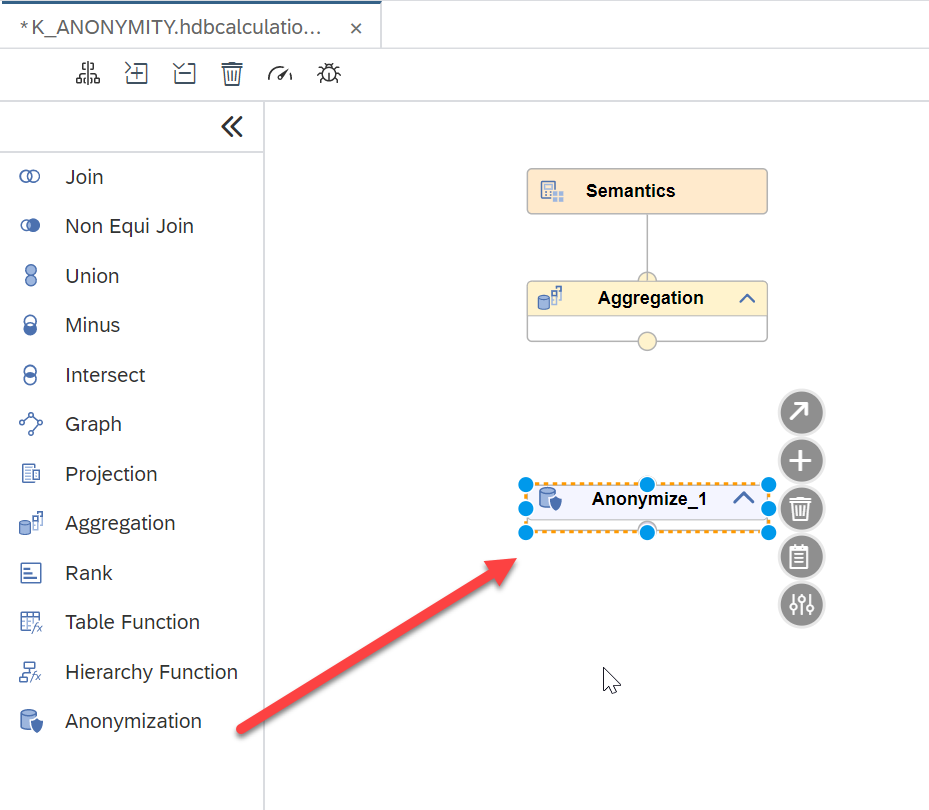 *K_ANONYMITY.hdbcalculatio...
Join
Non Equi Join
Union
Minus
Intersect
Graph
Projection
Aggregation
Rank
Table Function
Hierarchy Function
Anonymization
Semantics
Aggregation
Anonymize_1